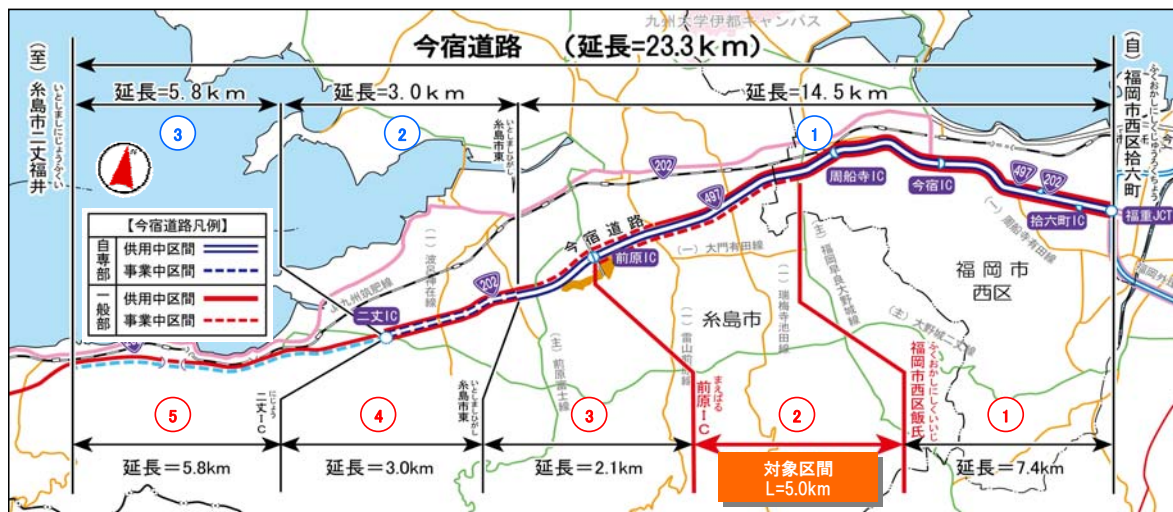 九州大学伊都キャンパス
今宿道路 (延長=23.3km)
(至) 糸島市二丈福井
いとしましにじょうふくい
(自) 福岡市西区拾六町
ふくおかしにしくじゅうろくちょう
延長=5.8km
延長=3.0km
延長=14.5km
③
②
①
糸島市東
いとしましひがし
N
202
497
周船寺IC
今宿IC
497
202
拾六町IC
福重JCT
【今宿道路凡例】
自専部
供用中区間
事業中区間
一般部
供用中区間
事業中区間
今宿道路
前原IC
(一)大門有田線
(一)周船寺有田線
(主)福岡早良大野城線
福岡市
西区
(一)波呂神在線
九州筑肥線
202
二丈IC
糸島市
(一)瑞梅寺池田線
(主)大野城二丈線
(主)前原富士線
(一)雷山前原線
二丈IC
にじょう
糸島市東
いとしましひがし
前原IC
まえばる
福岡市西区飯氏
ふくおかしにしくいいじ
⑤
④
③
②
①
延長=5.8km
延長=3.0km
延長=2.1km
対象区間
L=5.0km
延長=7.4km